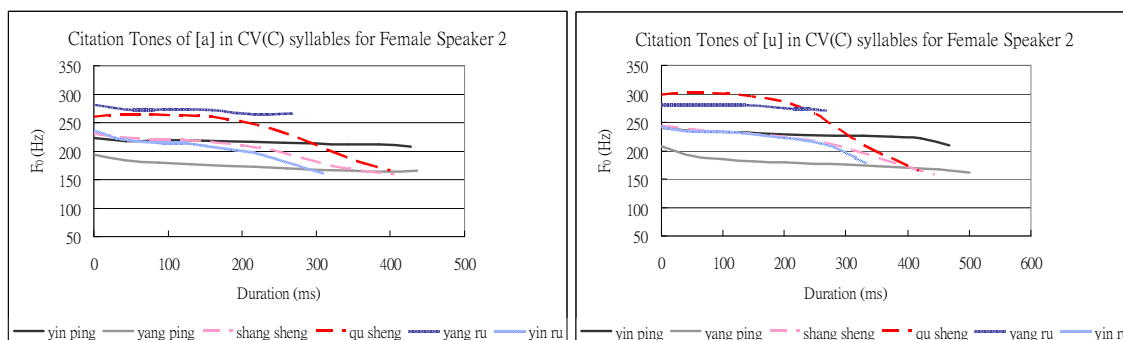 Citation Tones of [a] in CV(C) syllables for Female Speaker 2
350
300
250
200
150
100
50
F0 (Hz)
0 100 200 300 400 500
Duration (ms)
yin ping yang ping shang sheng qu sheng yang ru yin ru
Citation Tones of [u] in CV(C) syllables for Female Speaker 2
350
300
250
200
150
100
50
F0 (Hz)
0 100 200 300 400 500 600
Duration (ms)
yin ping yang ping shang sheng qu sheng yang ru yin ru